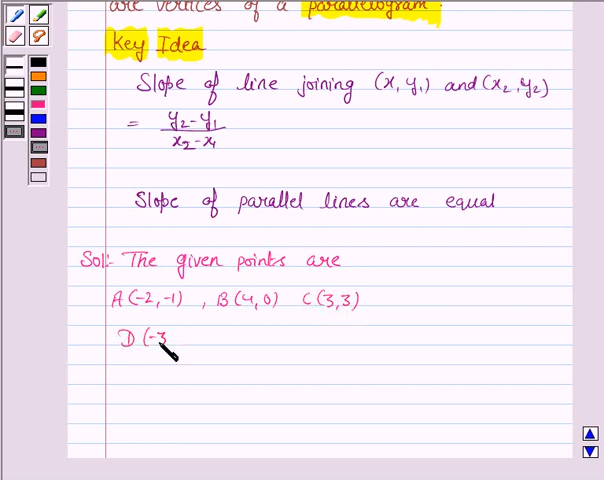 are vertices of a parallelogram.
Key Idea
Slope of line joining (x, y₁) and (x₂, y₂)
= y₂-y₁ / x₂-x₁
Slope of parallel lines are equal
Sol:- The given points are
A(-2,-1) , B(4,0) C(3,3)
D(-3